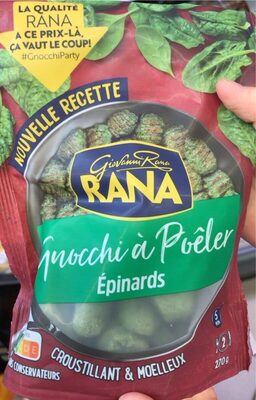 LA QUALITÉ
RANA
A CE PRIX-LÀ,
ÇA VAUT LE COUP!
#GnocchiParty
NOUVELLE RECETTE
Giovanni Rana
RANA
Gnocchi à Poêler
Épinards
5
2
270g
CONSERVATEURS
CROUSTILLANT & MOELLEUX